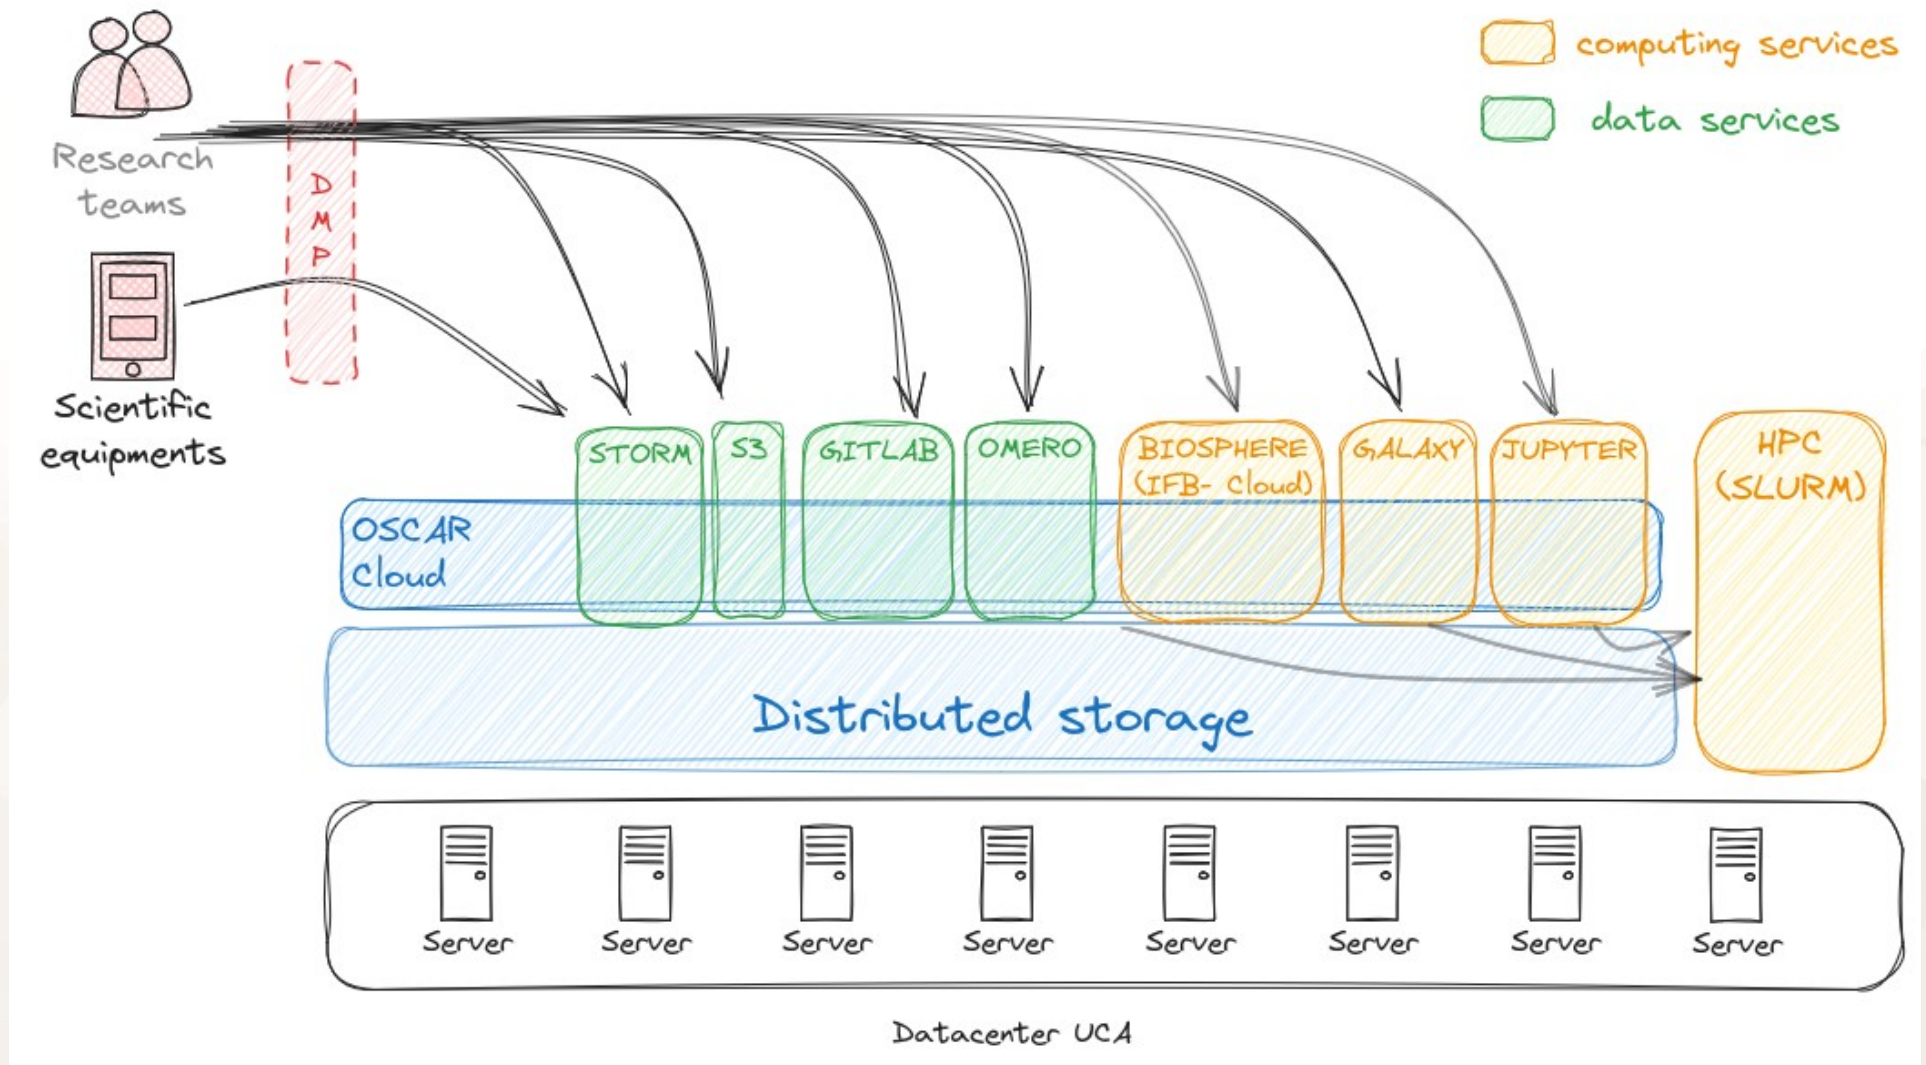 Research
teams
D
M
P
Scientific
equipments
computing services
data services
STORM
S3
GITLAB
OMERO
BIOSPHERE
(IFB- Cloud)
GALAXY
JUPYTER
HPC
(SLURM)
OSCAR
Cloud
Distributed storage
Server
Server
Server
Server
Server
Server
Server
Server
Datacenter UCA